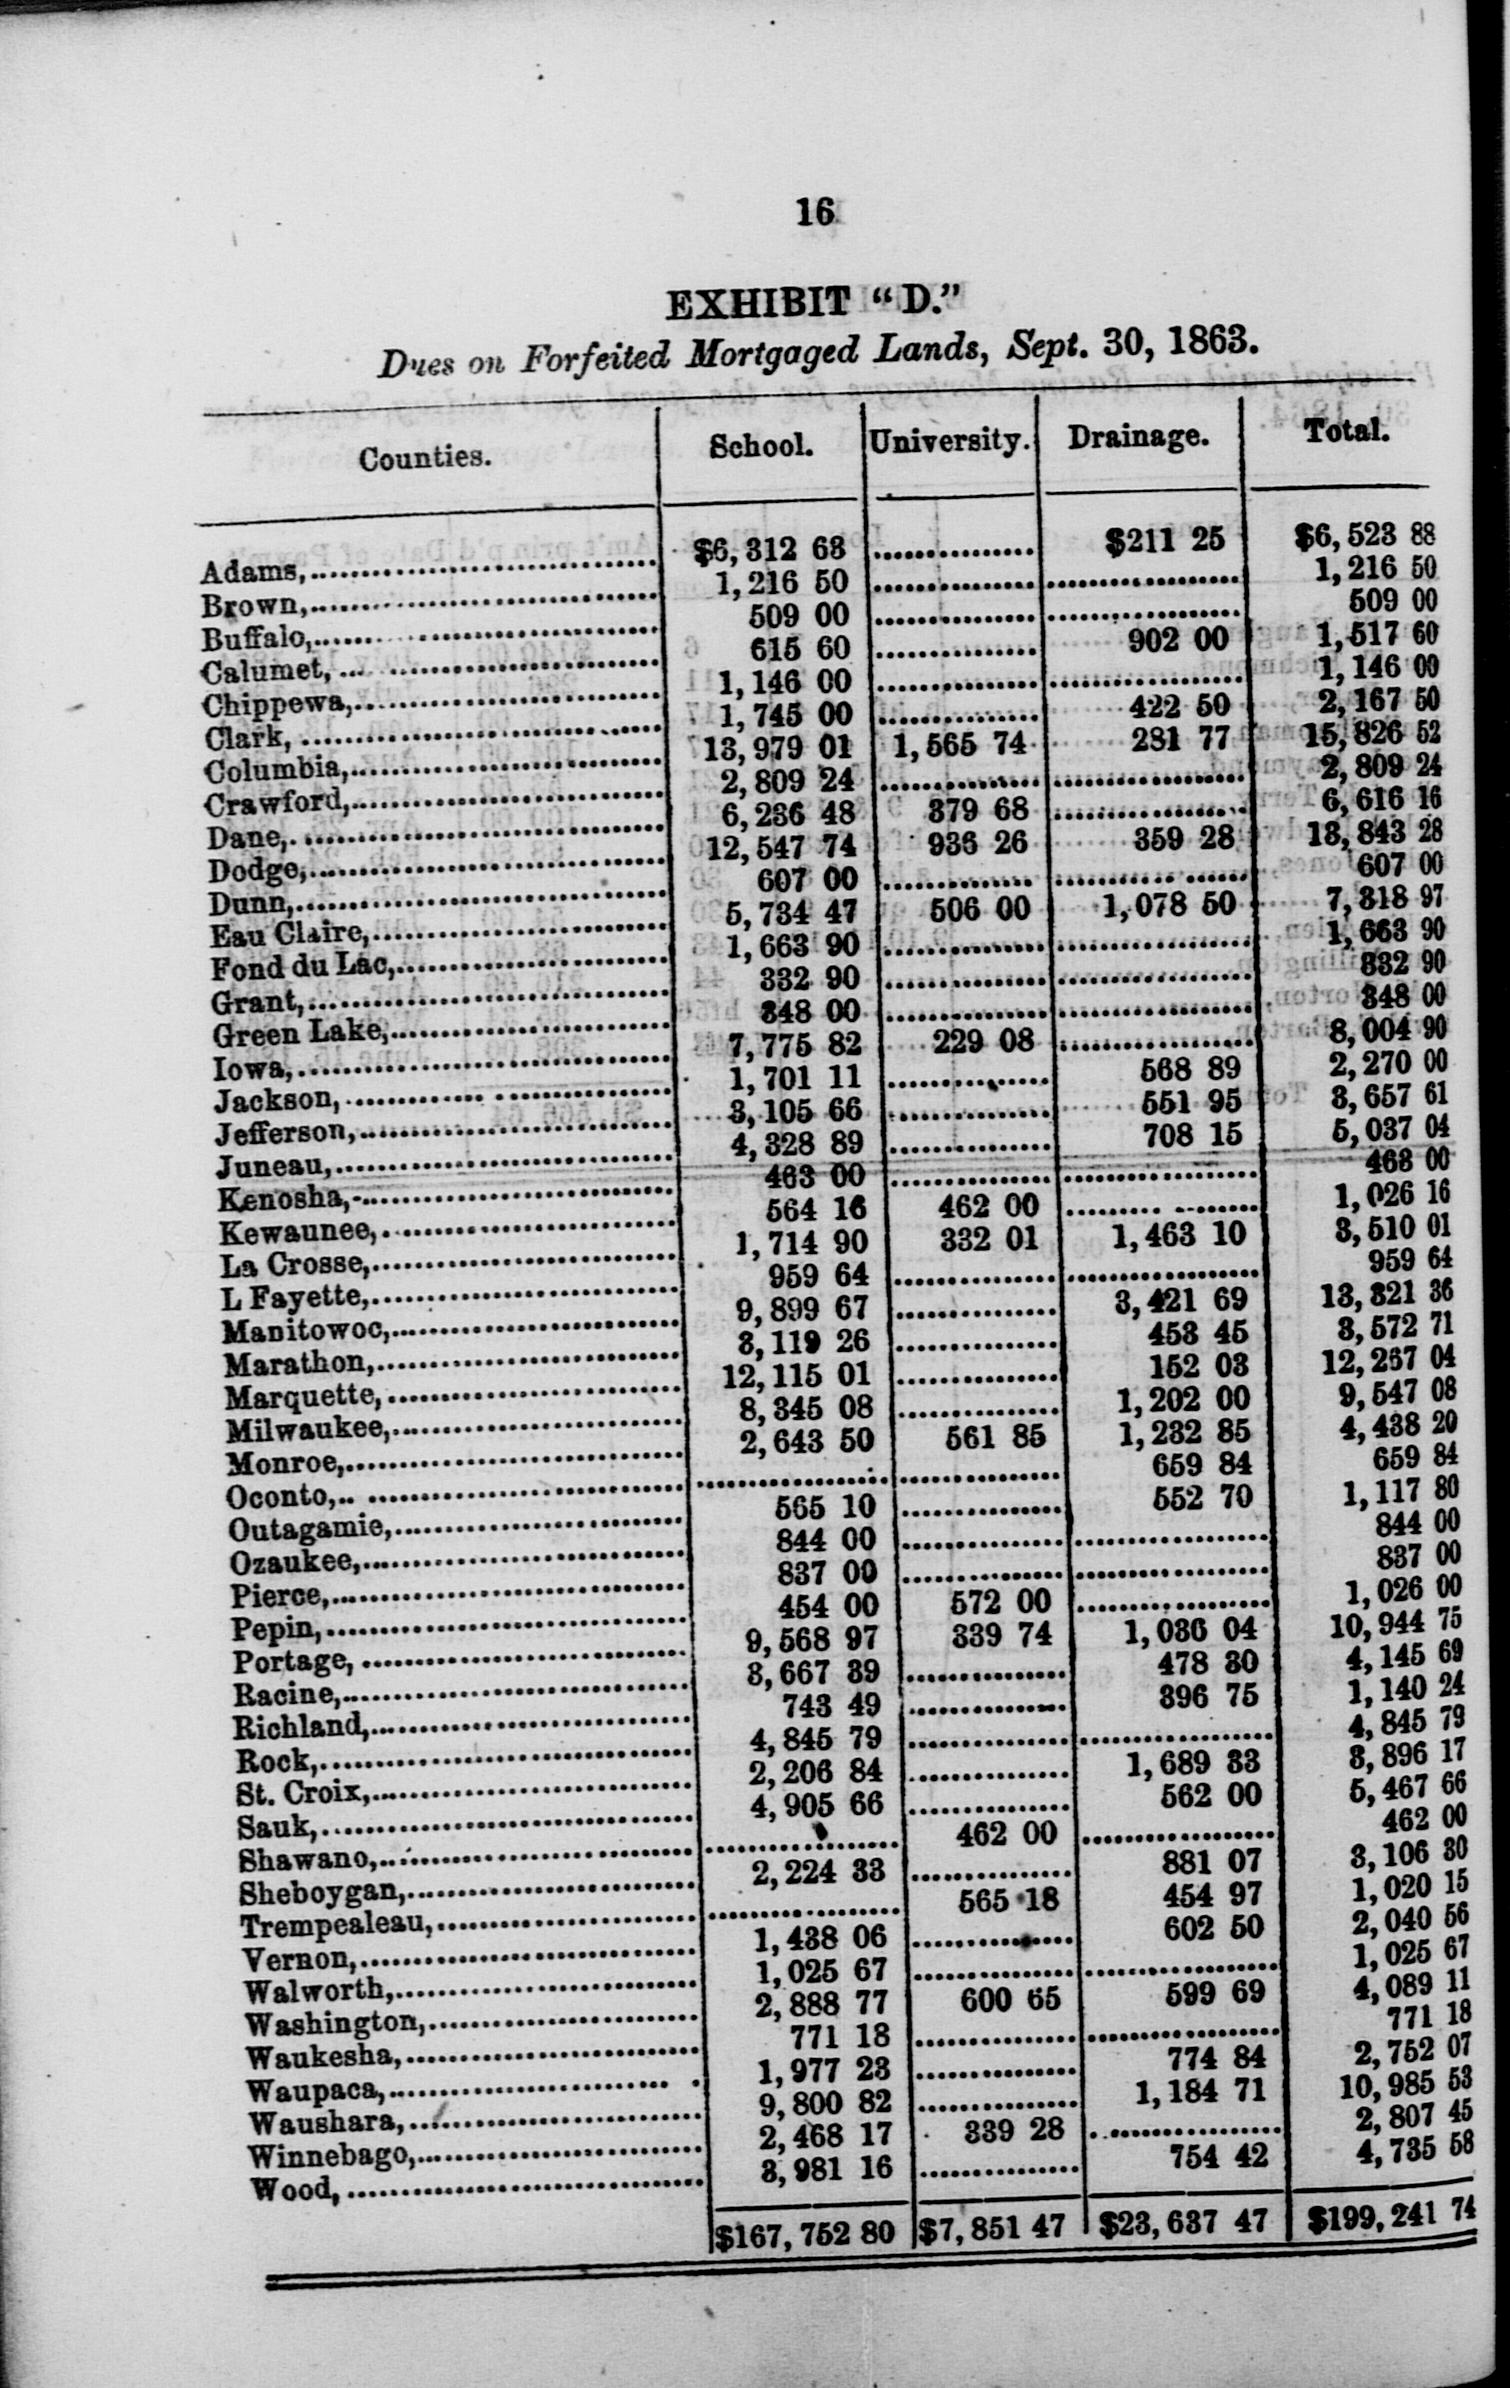 16
EXHIBIT "D."
Dues on Forfeited Mortgaged Lands, Sept. 30, 1863.
Counties. School. University. Drainage. Total.
Adams, $6,312 63 $211 25 $6,523 88
Brown, 1,216 50 1,216 50
Buffalo, 509 00 509 00
Calumet, 615 60 902 00 1,517 60
Chippewa, 1,146 00 1,146 00
Clark, 1,745 00 422 50 2,167 50
Columbia, 13,979 01 1,565 74 281 77 15,826 52
Crawford, 2,809 24 2,809 24
Dane, 6,236 48 379 68 6,616 16
Dodge, 12,547 74 936 26 359 28 13,843 28
Dunn, 607 00 607 00
Eau Claire, 5,734 47 506 00 1,078 50 7,318 97
Fond du Lac, 1,663 90 1,663 90
Grant, 332 90 332 90
Green Lake, 348 00 348 00
Iowa, 7,775 82 229 08 8,004 90
Jackson, 1,701 11 568 89 2,270 00
Jefferson, 3,105 66 551 95 3,657 61
Juneau, 4,328 89 708 15 5,037 04
Kenosha, 463 00 463 00
Kewaunee, 564 16 462 00 1,026 16
La Crosse, 1,714 90 332 01 1,463 10 3,510 01
L Fayette, 959 64 959 64
Manitowoc, 9,899 67 3,421 69 13,321 36
Marathon, 3,119 26 453 45 3,572 71
Marquette, 12,115 01 152 03 12,267 04
Milwaukee, 8,345 08 1,202 00 9,547 08
Monroe, 2,643 50 561 85 1,232 85 4,438 20
Oconto, 659 84 659 84
Outagamie, 565 10 552 70 1,117 80
Ozaukee, 844 00 844 00
Pierce, 837 00 837 00
Pepin, 454 00 572 00 1,026 00
Portage, 9,568 97 339 74 1,036 04 10,944 75
Racine, 3,667 39 478 30 4,145 69
Richland, 743 49 396 75 1,140 24
Rock, 4,845 79 4,845 79
St. Croix, 2,206 84 1,689 33 3,896 17
Sauk, 4,905 66 562 00 5,467 66
Shawano, 462 00 462 00
Sheboygan, 2,224 33 881 07 3,106 30
Trempealeau, 565 18 454 97 1,020 15
Vernon, 1,438 06 602 50 2,040 56
Walworth, 1,025 67 1,025 67
Washington, 2,888 77 600 65 599 69 4,089 11
Waukesha, 771 18 771 18
Waupaca, 1,977 23 774 84 2,752 07
Waushara, 9,800 82 1,184 71 10,985 53
Winnebago, 2,468 17 339 28 2,807 45
Wood, 3,981 16 754 42 4,735 58
$167,752 80 $7,851 47 $23,637 47 $199,241 74